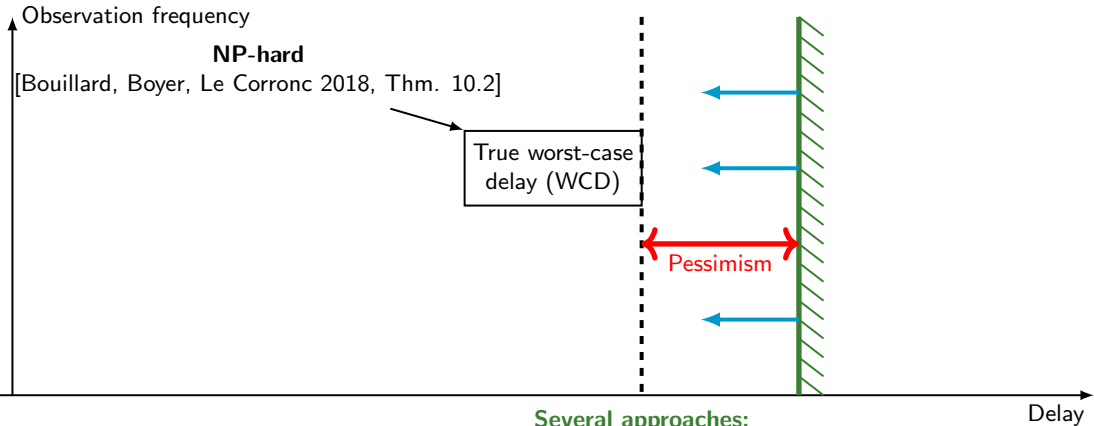 Observation frequency
NP-hard
[Bouillard, Boyer, Le Corronc 2018, Thm. 10.2]
True worst-case
delay (WCD)
Pessimism
Delay
Several approaches: